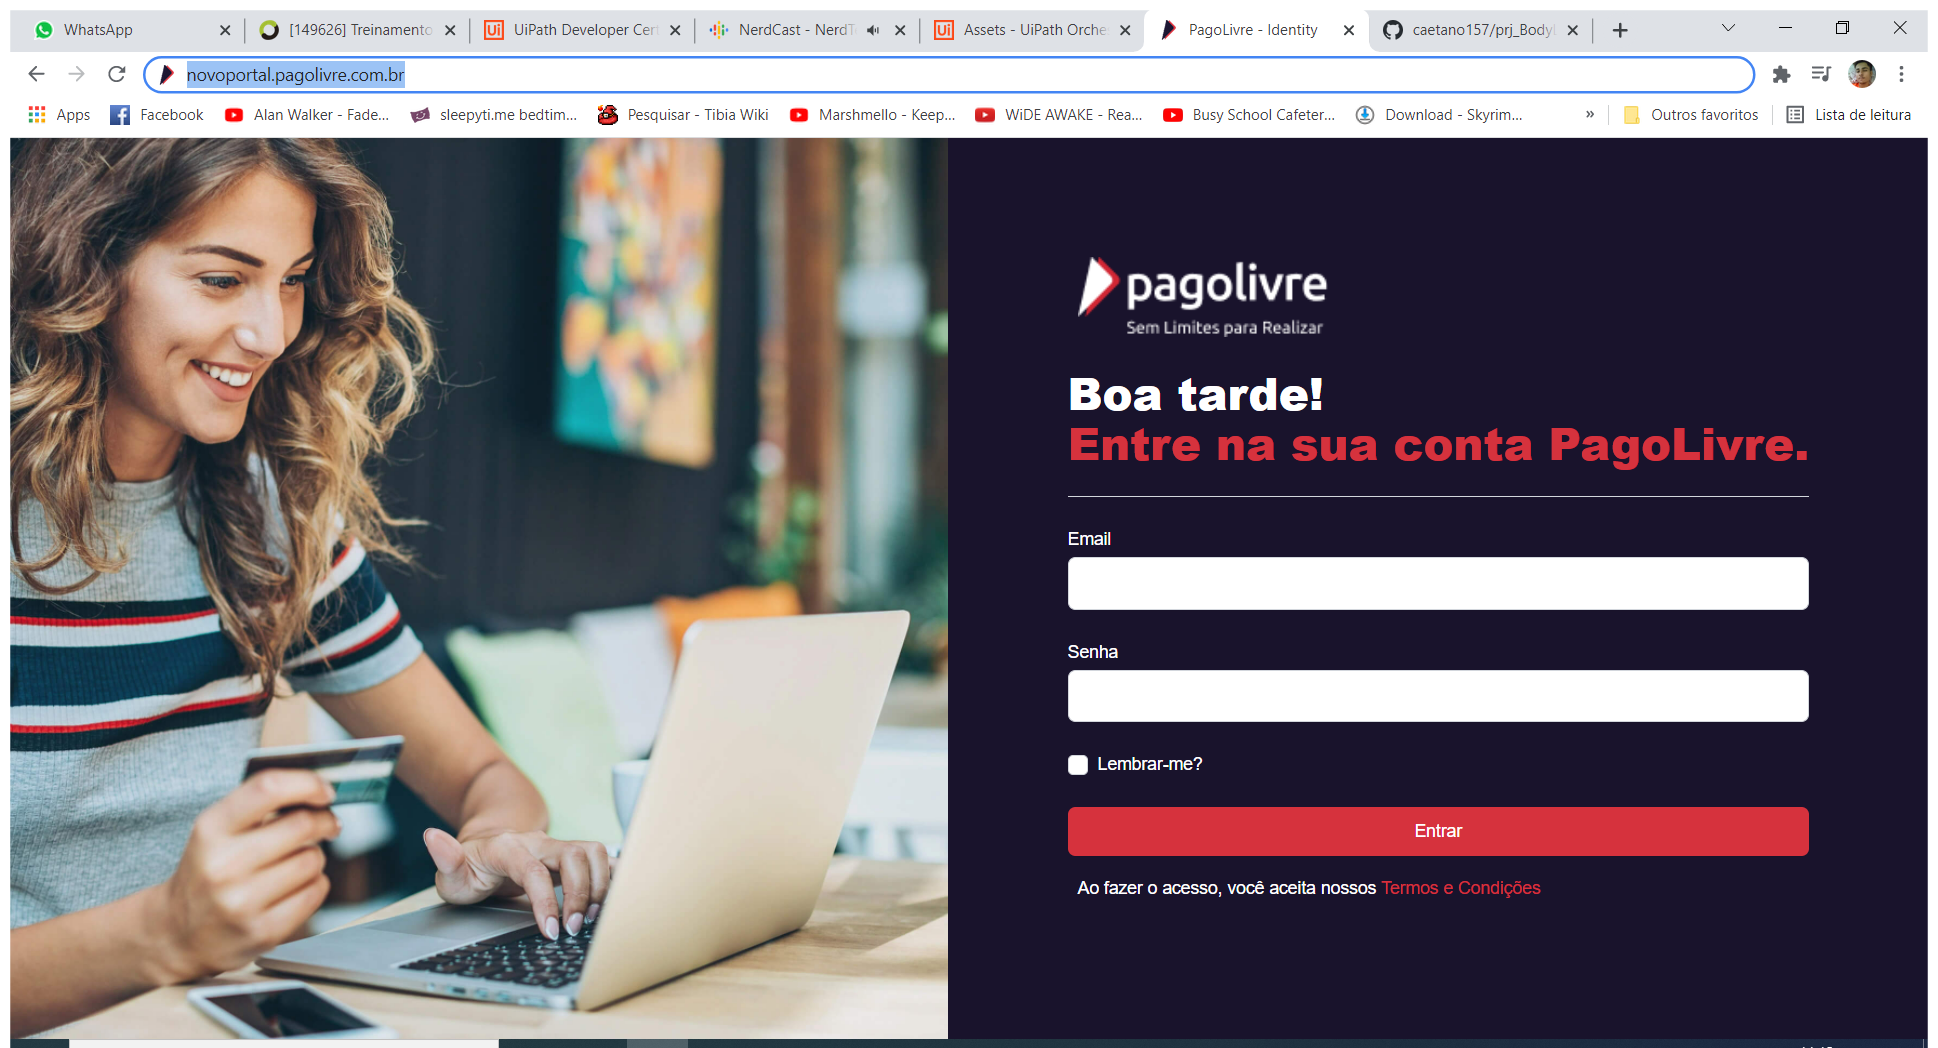 WhatsApp
[149626] Treinamento
UiPath Developer Cert
NerdCast - NerdT
Assets - UiPath Orche
PagoLivre - Identity
caetano157/prj_Body
novoportal.pagolivre.com.br
Apps
Facebook
Alan Walker - Fade...
sleepyti.me bedtim...
Pesquisar - Tibia Wiki
Marshmello - Keep...
WiDE AWAKE - Rea...
Busy School Cafeter...
Download - Skyrim...
»
Outros favoritos
Lista de leitura
pagolivre
Sem Limites para Realizar
Boa tarde!
Entre na sua conta PagoLivre.
Email
Senha
Lembrar-me?
Entrar
Ao fazer o acesso, você aceita nossos Termos e Condições